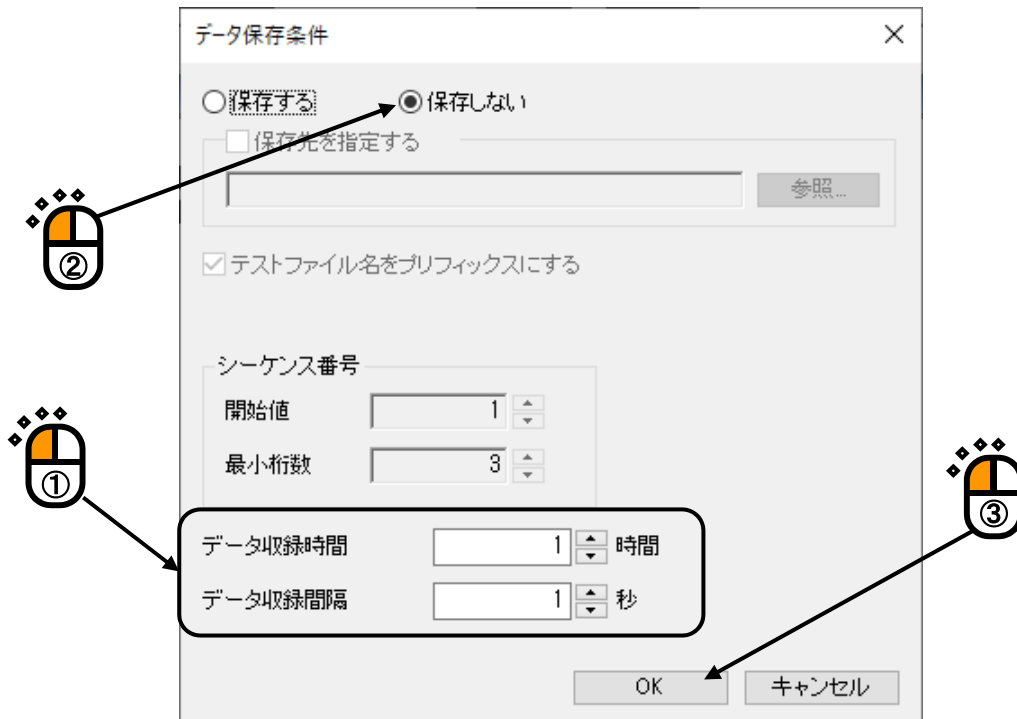 データ保存条件
保存する 保存しない
保存先を指定する
参照...
②
テストファイル名をプリフィックスにする
シーケンス番号
開始値 1
最小桁数 3
①
③
データ収録時間 1 時間
データ収録間隔 1 秒
OK キャンセル